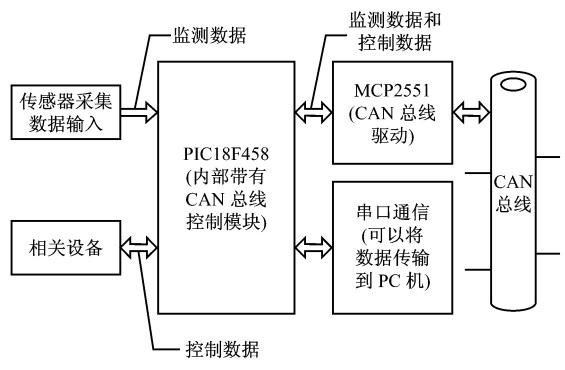 监测数据
监测数据和
控制数据
传感器采集
数据输入
PIC18F458
(内部带有
CAN 总线
控制模块)
MCP2551
(CAN 总线
驱动)
CAN
总线
相关设备
串口通信
(可以将
数据传输
到 PC 机)
控制数据